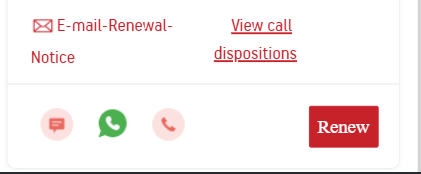 E-mail-Renewal-
Notice
View call
dispositions
Renew